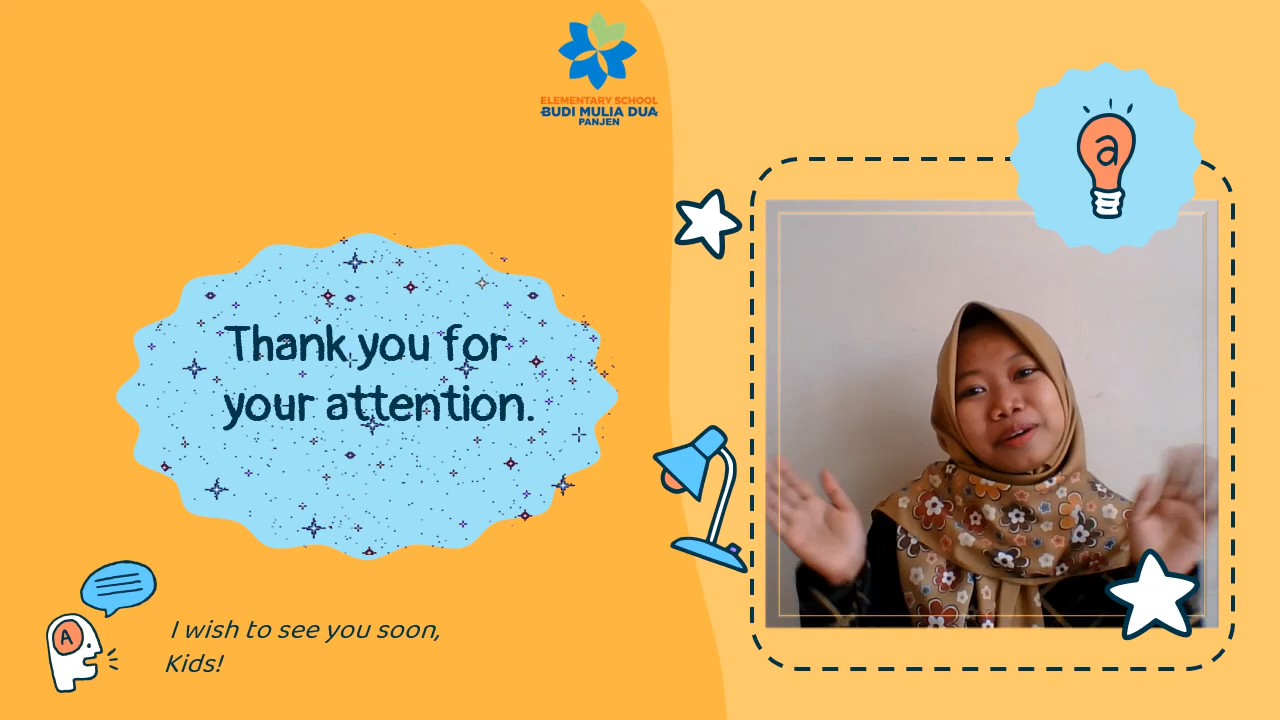 ELEMENTARY SCHOOL
BUDI MULIA DUA
PANJEN
a
Thank you for
your attention.
A
I wish to see you soon,
Kids!